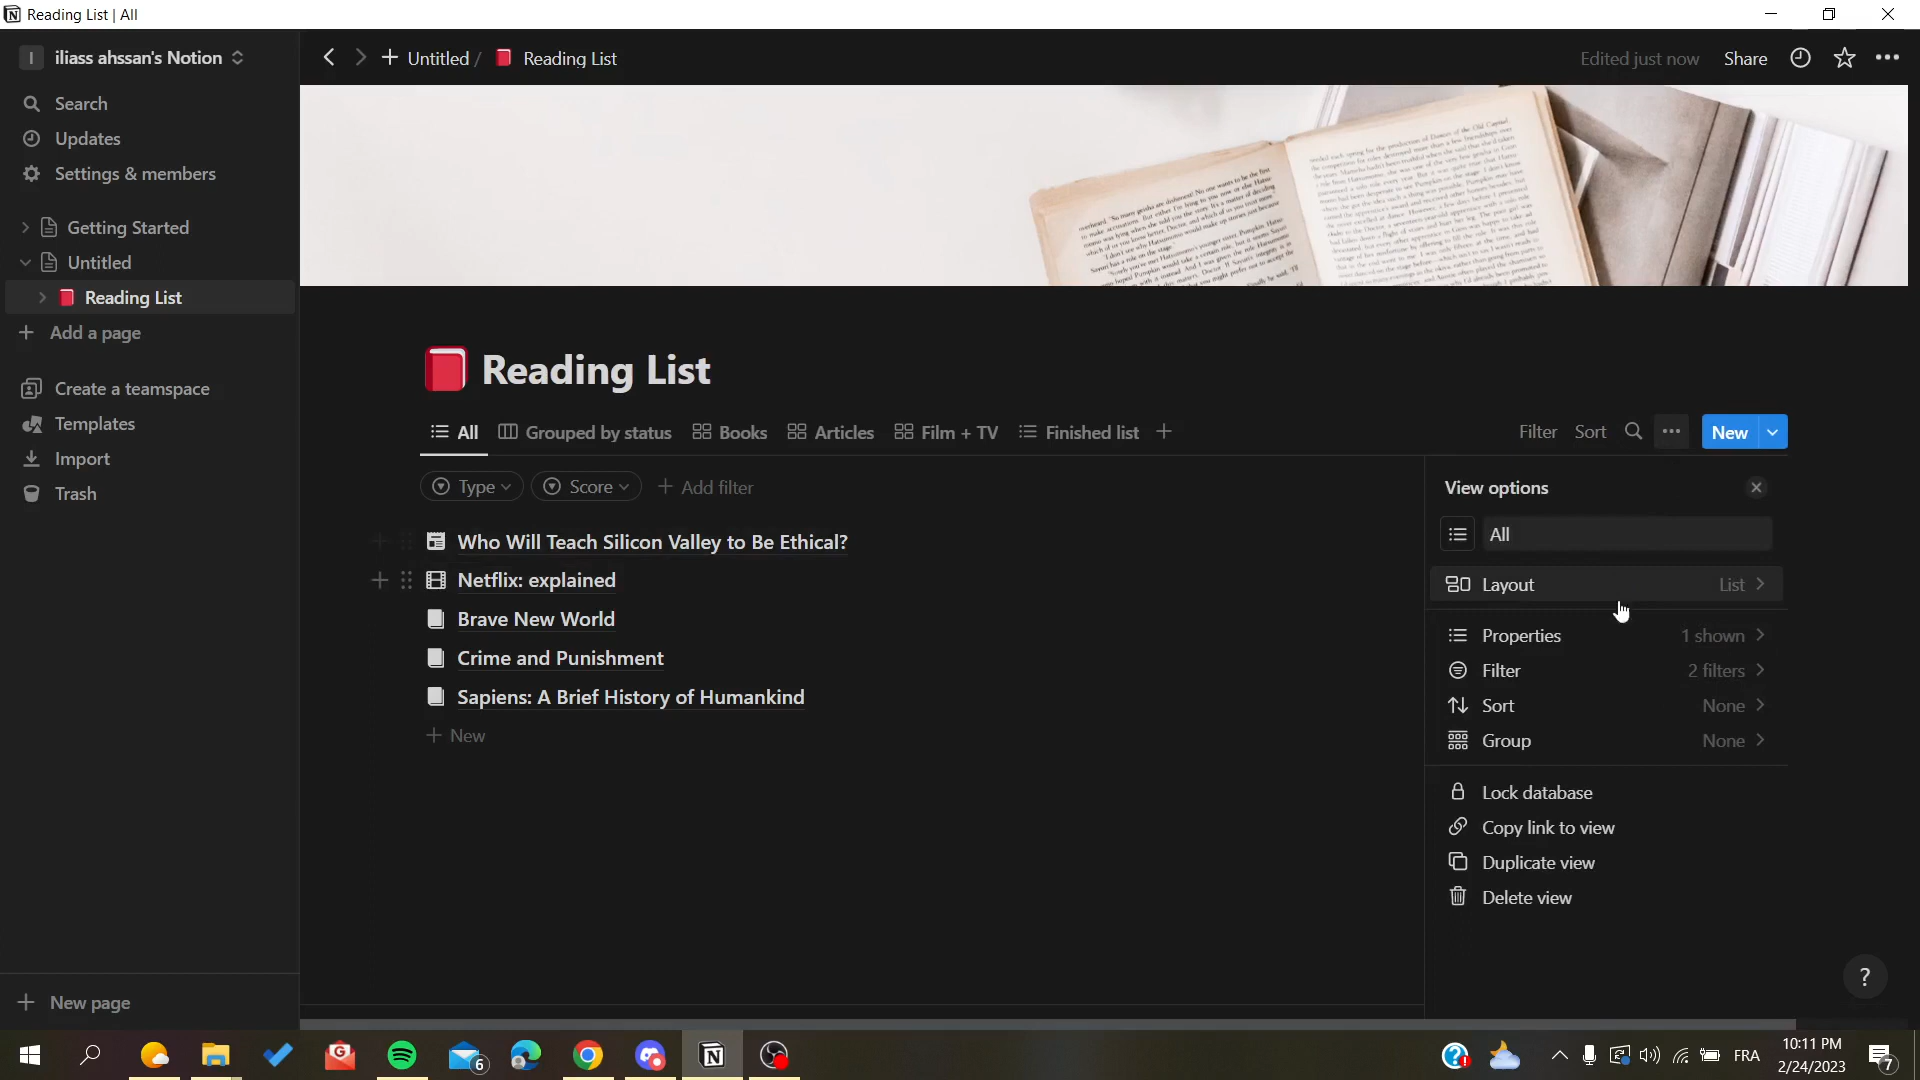 Reading List | All
I iliass ahssan's Notion
Untitled / Reading List
Edited just now Share
Search
Updates
Settings & members
Getting Started
Untitled
Reading List
Add a page
Create a teamspace
Templates
Import
Trash
New page
Reading List
All Grouped by status Books Articles Film + TV Finished list
Filter Sort New
Type Score Add filter
Who Will Teach Silicon Valley to Be Ethical?
Netflix: explained
Brave New World
Crime and Punishment
Sapiens: A Brief History of Humankind
New
View options
All
Layout List
Properties 1 shown
Filter 2 filters
Sort None
Group None
Lock database
Copy link to view
Duplicate view
Delete view
?
6
FRA
10:11 PM
2/24/2023
7